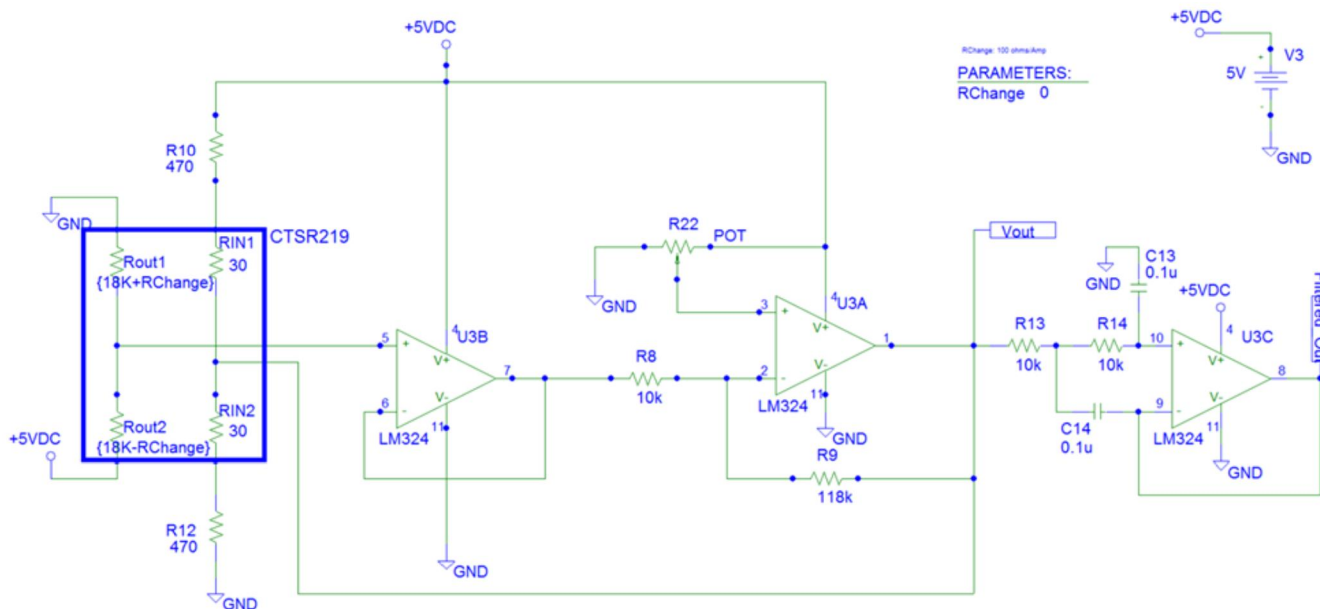 +5VDC
+5VDC
RChange: 100 ohms/Amp
PARAMETERS:
RChange 0
+
V3
5V
-
GND
R10
470
GND
CTSR219
Rout1
{18K+RChange}
RIN1
30
R22
POT
GND
Vout
C13
0.1u
GND
+5VDC
5
+
4
U3B
V+
7
6
-
V-
11
LM324
R8
10k
3
+
4
U3A
V+
1
2
-
V-
11
LM324
GND
R13
10k
R14
10k
10
+
4
U3C
V+
8
9
-
V-
11
LM324
GND
C14
0.1u
Filtered_Out
+5VDC
Rout2
{18K-RChange}
RIN2
30
R9
118k
R12
470
GND
GND